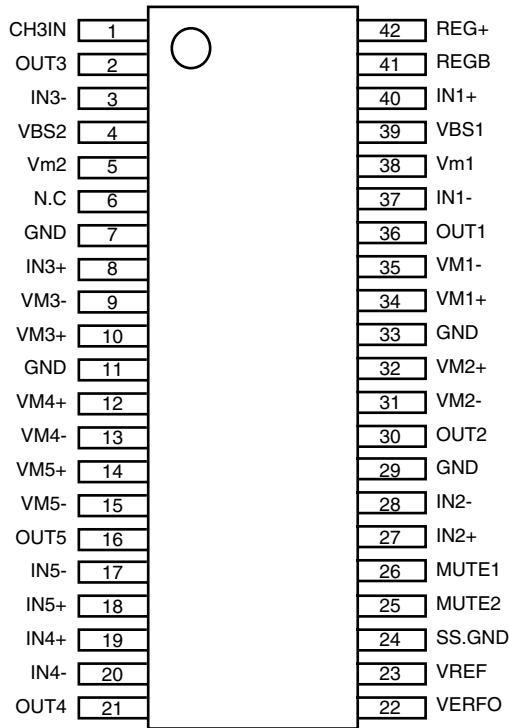 CH3IN 1 42 REG+
OUT3 2 41 REGB
IN3- 3 40 IN1+
VBS2 4 39 VBS1
Vm2 5 38 Vm1
N.C 6 37 IN1-
GND 7 36 OUT1
IN3+ 8 35 VM1-
VM3- 9 34 VM1+
VM3+ 10 33 GND
GND 11 32 VM2+
VM4+ 12 31 VM2-
VM4- 13 30 OUT2
VM5+ 14 29 GND
VM5- 15 28 IN2-
OUT5 16 27 IN2+
IN5- 17 26 MUTE1
IN5+ 18 25 MUTE2
IN4+ 19 24 SS.GND
IN4- 20 23 VREF
OUT4 21 22 VERFO